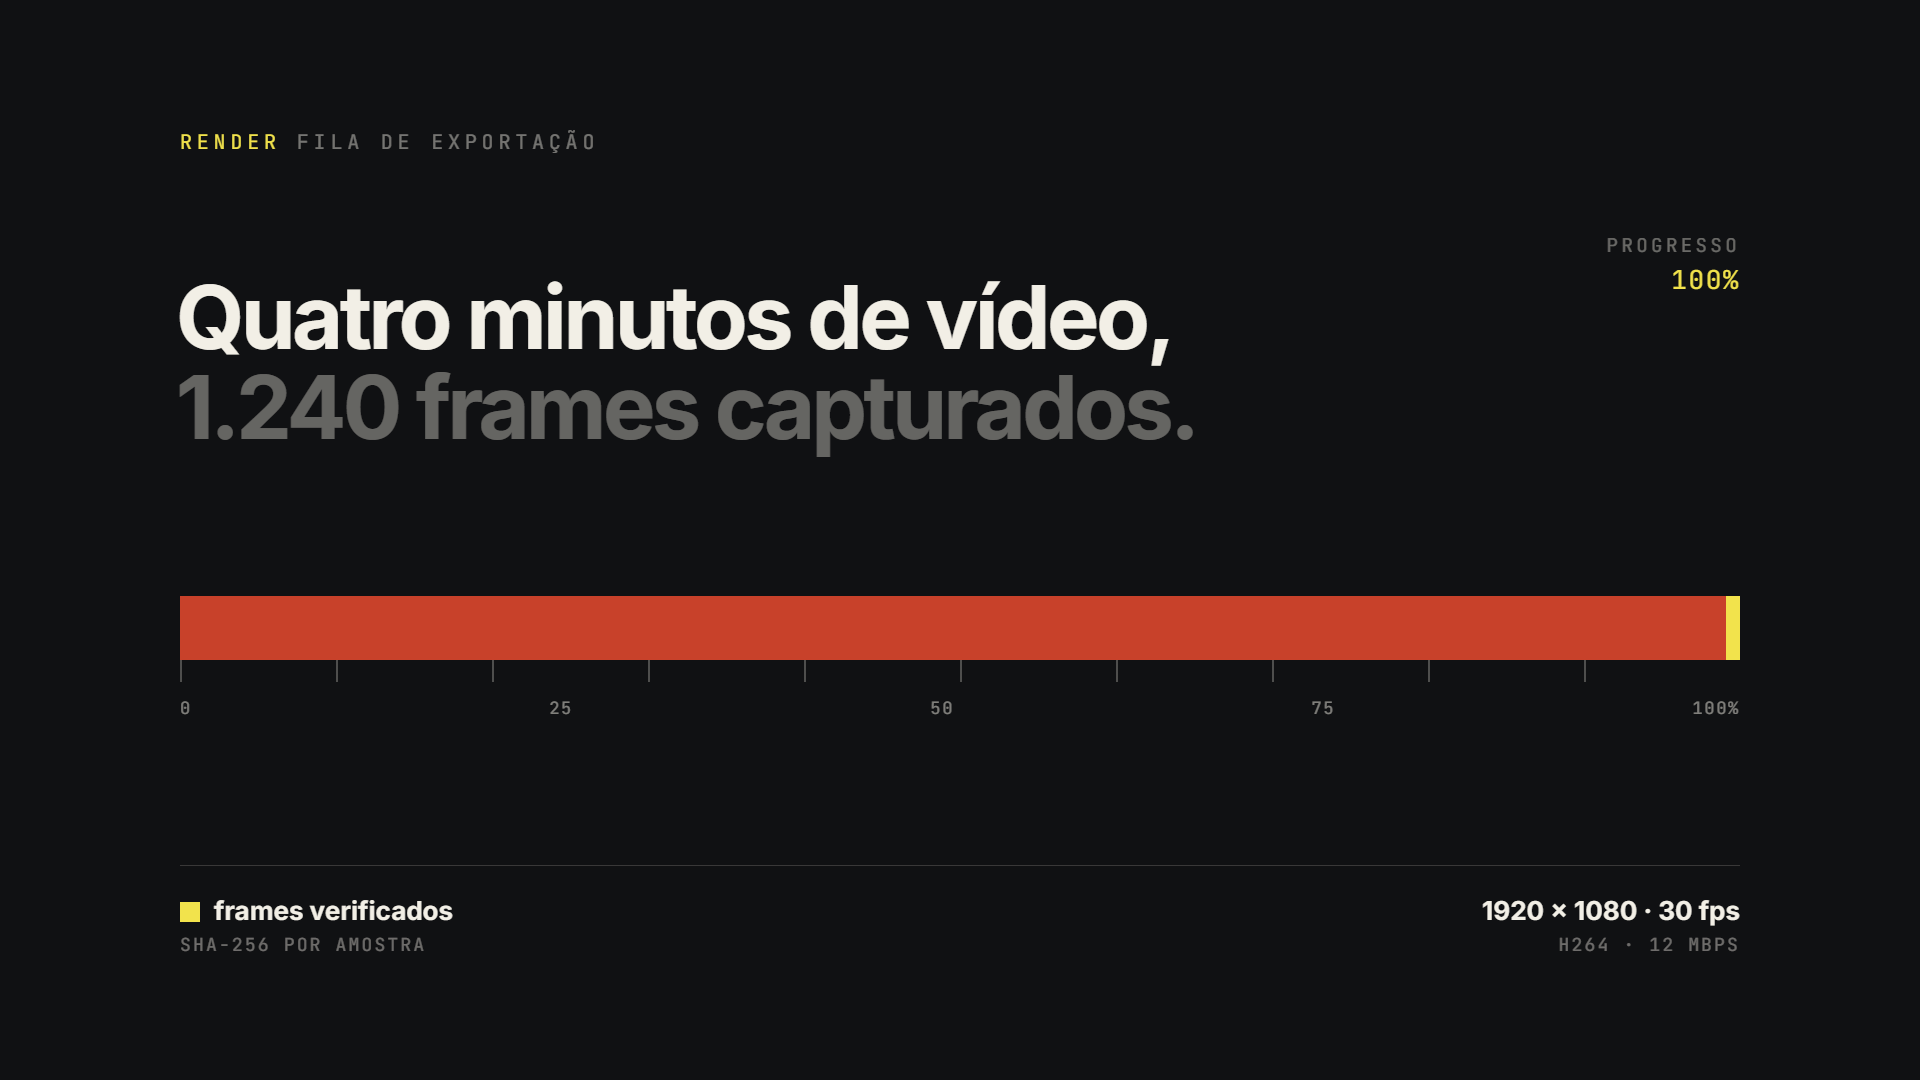 RENDER FILA DE EXPORTAÇÃO
PROGRESSO
100%
Quatro minutos de vídeo,
1.240 frames capturados.
0 25 50 75 100%
frames verificados
SHA-256 POR AMOSTRA
1920 × 1080 · 30 fps
H264 · 12 MBPS